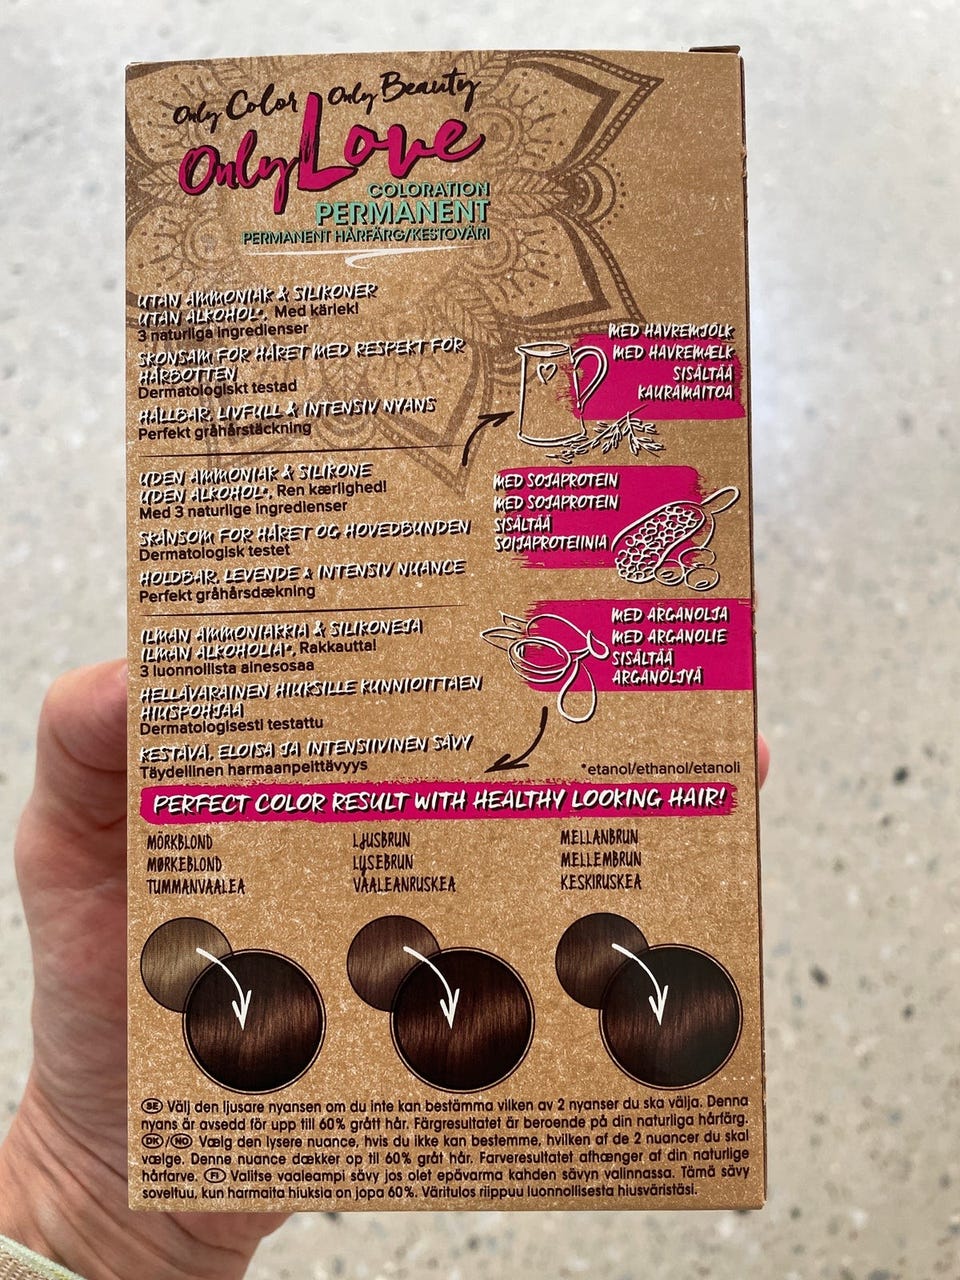 Only Color Only Beauty
Only Love
COLORATION
PERMANENT
PERMANENT HÅRFÄRG/KESTOVÄRI
UTAN AMMONIAK & SILIKONER
UTAN ALKOHOL*, Med kärlek!
3 naturliga ingredienser
SKONSAM FÖR HÅRET MED RESPEKT FÖR
HÅRBOTTEN
Dermatologiskt testad
HÅLLBAR, LIVFULL & INTENSIV NYANS
Perfekt gråhårstäckning
UDEN AMMONIAK & SILIKONE
UDEN ALKOHOL*, Ren kærlighed!
Med 3 naturlige ingredienser
SKÅNSOM FOR HÅRET OG HOVEDBUNDEN
Dermatologisk testet
HOLDBAR, LEVENDE & INTENSIV NUANCE
Perfekt gråhårsdækning
ILMAN AMMONIAKKIA & SILIKONEJA
ILMAN ALKOHOLIA*, Rakkautta!
3 luonnollista ainesosaa
HELLÄVARAINEN HIUKSILLE KUNNIOITTAEN
HIUSPOHJAA
Dermatologisesti testattu
KESTÄVÄ, ELOISA JA INTENSIIVINEN SÄVY
Täydellinen harmaanpeittävyys
MED HAVREMJÖLK
MED HAVREMÆLK
SISÄLTÄÄ
KAURAMAITOA
MED SOJAPROTEIN
MED SOJAPROTEIN
SISÄLTÄÄ
SOIJAPROTEIINIA
MED ARGANOLJA
MED ARGANOLIE
SISÄLTÄÄ
ARGANÖLJYÄ
*etanol/ethanol/etanoli
PERFECT COLOR RESULT WITH HEALTHY LOOKING HAIR!
MÖRKBLOND
MØRKEBLOND
TUMMANVAALEA
LJUSBRUN
LYSEBRUN
VAALEANRUSKEA
MELLANBRUN
MELLEMBRUN
KESKIRUSKEA
SE Välj den ljusare nyansen om du inte kan bestämma vilken av 2 nyanser du ska välja. Denna
nyans är avsedd för upp till 60% grått hår. Färgresultatet är beroende på din naturliga hårfärg.
DK/NO Vælg den lysere nuance, hvis du ikke kan bestemme, hvilken af de 2 nuancer du skal
vælge. Denne nuance dækker op til 60% gråt hår. Farveresultatet afhænger af din naturlige
hårfarve. FI Valitse vaaleampi sävy jos olet epävarma kahden sävyn valinnassa. Tämä sävy
soveltuu, kun harmaita hiuksia on jopa 60%. Väritulos riippuu luonnollisesta hiusväristäsi.